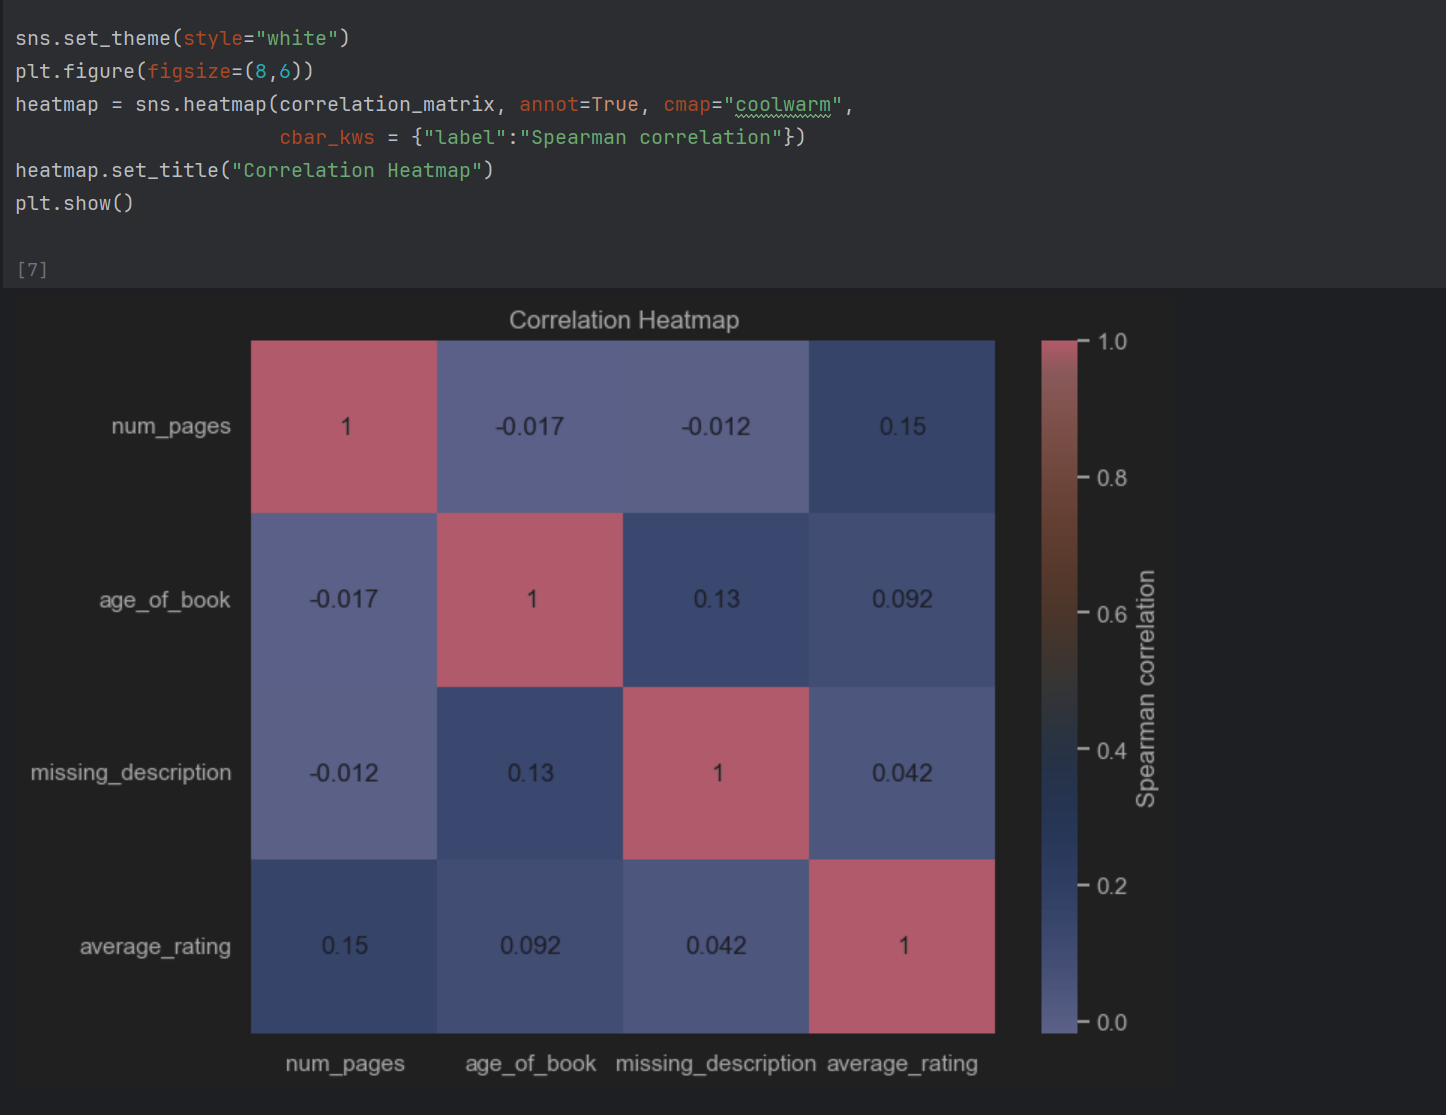 sns.set_theme(style="white")
plt.figure(figsize=(8,6))
heatmap = sns.heatmap(correlation_matrix, annot=True, cmap="coolwarm",
cbar_kws = {"label":"Spearman correlation"})
heatmap.set_title("Correlation Heatmap")
plt.show()
[7]
Correlation Heatmap
num_pages 1 -0.017 -0.012 0.15
age_of_book -0.017 1 0.13 0.092
missing_description -0.012 0.13 1 0.042
average_rating 0.15 0.092 0.042 1
num_pages age_of_book missing_description average_rating
1.0
0.8
0.6
0.4
0.2
0.0
Spearman correlation